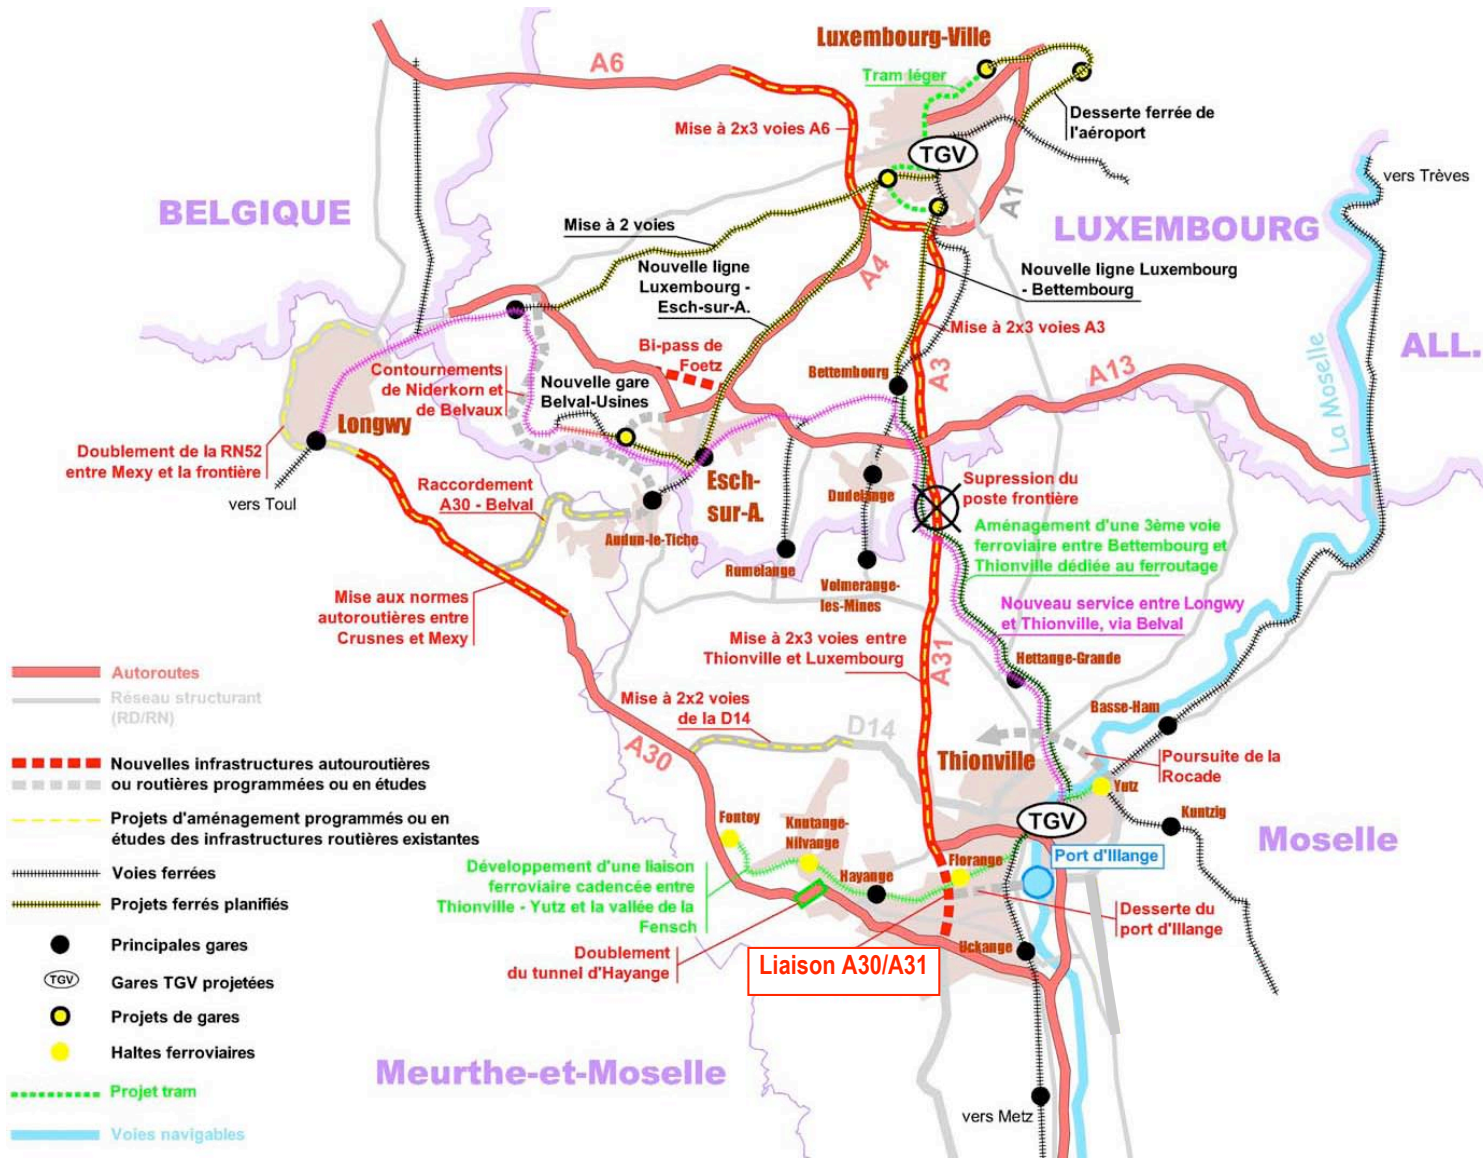 Luxembourg-Ville
A6
Tram léger
Desserte ferrée de
l'aéroport
Mise à 2x3 voies A6
TGV
vers Trèves
A1
BELGIQUE
LUXEMBOURG
Mise à 2 voies
A4
Nouvelle ligne
Luxembourg -
Esch-sur-A.
Nouvelle ligne Luxembourg
- Bettembourg
La Moselle
Mise à 2x3 voies A3
Bi-pass de
Foetz
ALL.
A3
A13
Contournements
de Niderkorn et
de Belvaux
Nouvelle gare
Belval-Usines
Bettembourg
Longwy
Doublement de la RN52
entre Mexy et la frontière
vers Toul
Raccordement
A30 - Belval
Esch-
sur-A.
Dudelange
Supression du
poste frontière
Audun-le-Tiche
Rumelange
Volmerange-
les-Mines
Aménagement d'une 3ème voie
ferroviaire entre Bettembourg et
Thionville dédiée au ferroutage
Mise aux normes
autoroutières entre
Crusnes et Mexy
Nouveau service entre Longwy
et Thionville, via Belval
Mise à 2x3 voies entre
Thionville et Luxembourg
A31
Hettange-Grande
Autoroutes
Réseau structurant
(RD/RN)
Mise à 2x2 voies
de la D14
D14
A30
Basse-Ham
Thionville
Poursuite de la
Rocade
Nouvelles infrastructures autouroutières
ou routières programmées ou en études
Yutz
Kuntzig
Projets d'aménagement programmés ou en
études des infrastructures routières existantes
Fontoy
Knutange-
Nilvange
TGV
Moselle
Port d'Illange
Développement d'une liaison
ferroviaire cadencée entre
Thionville - Yutz et la vallée de la
Fensch
Hayange
Florange
Voies ferrées
Projets ferrés planifiés
Desserte du
port d'Illange
Principales gares
Doublement
du tunnel d'Hayange
Uckange
Liaison A30/A31
TGV
Gares TGV projetées
Projets de gares
Haltes ferroviaires
Meurthe-et-Moselle
Projet tram
vers Metz
Voies navigables